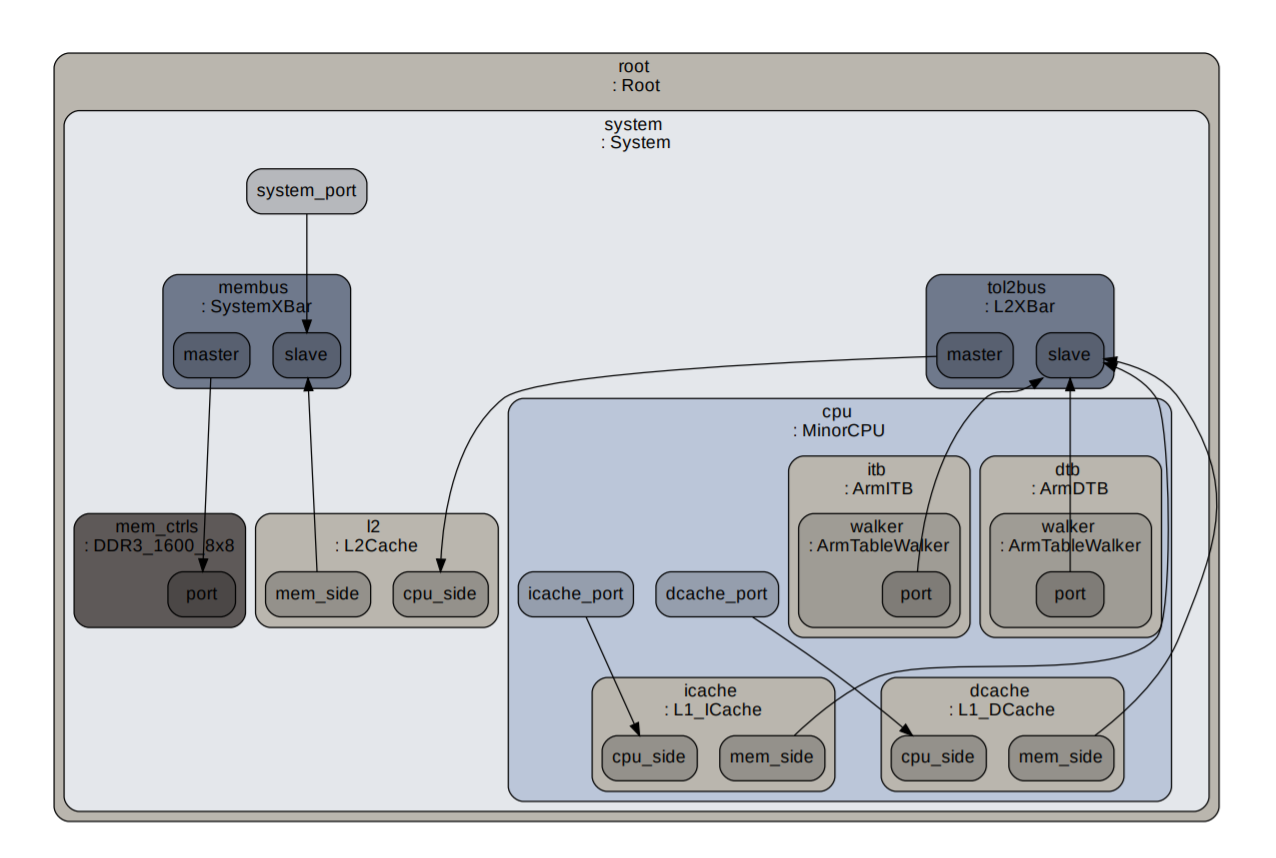 root
: Root
system
: System
system_port
membus
: SystemXBar
master
slave
tol2bus
: L2XBar
master
slave
cpu
: MinorCPU
itb
: ArmITB
walker
: ArmTableWalker
port
dtb
: ArmDTB
walker
: ArmTableWalker
port
mem_ctrls
: DDR3_1600_8x8
port
l2
: L2Cache
mem_side
cpu_side
icache_port
dcache_port
icache
: L1_ICache
cpu_side
mem_side
dcache
: L1_DCache
cpu_side
mem_side